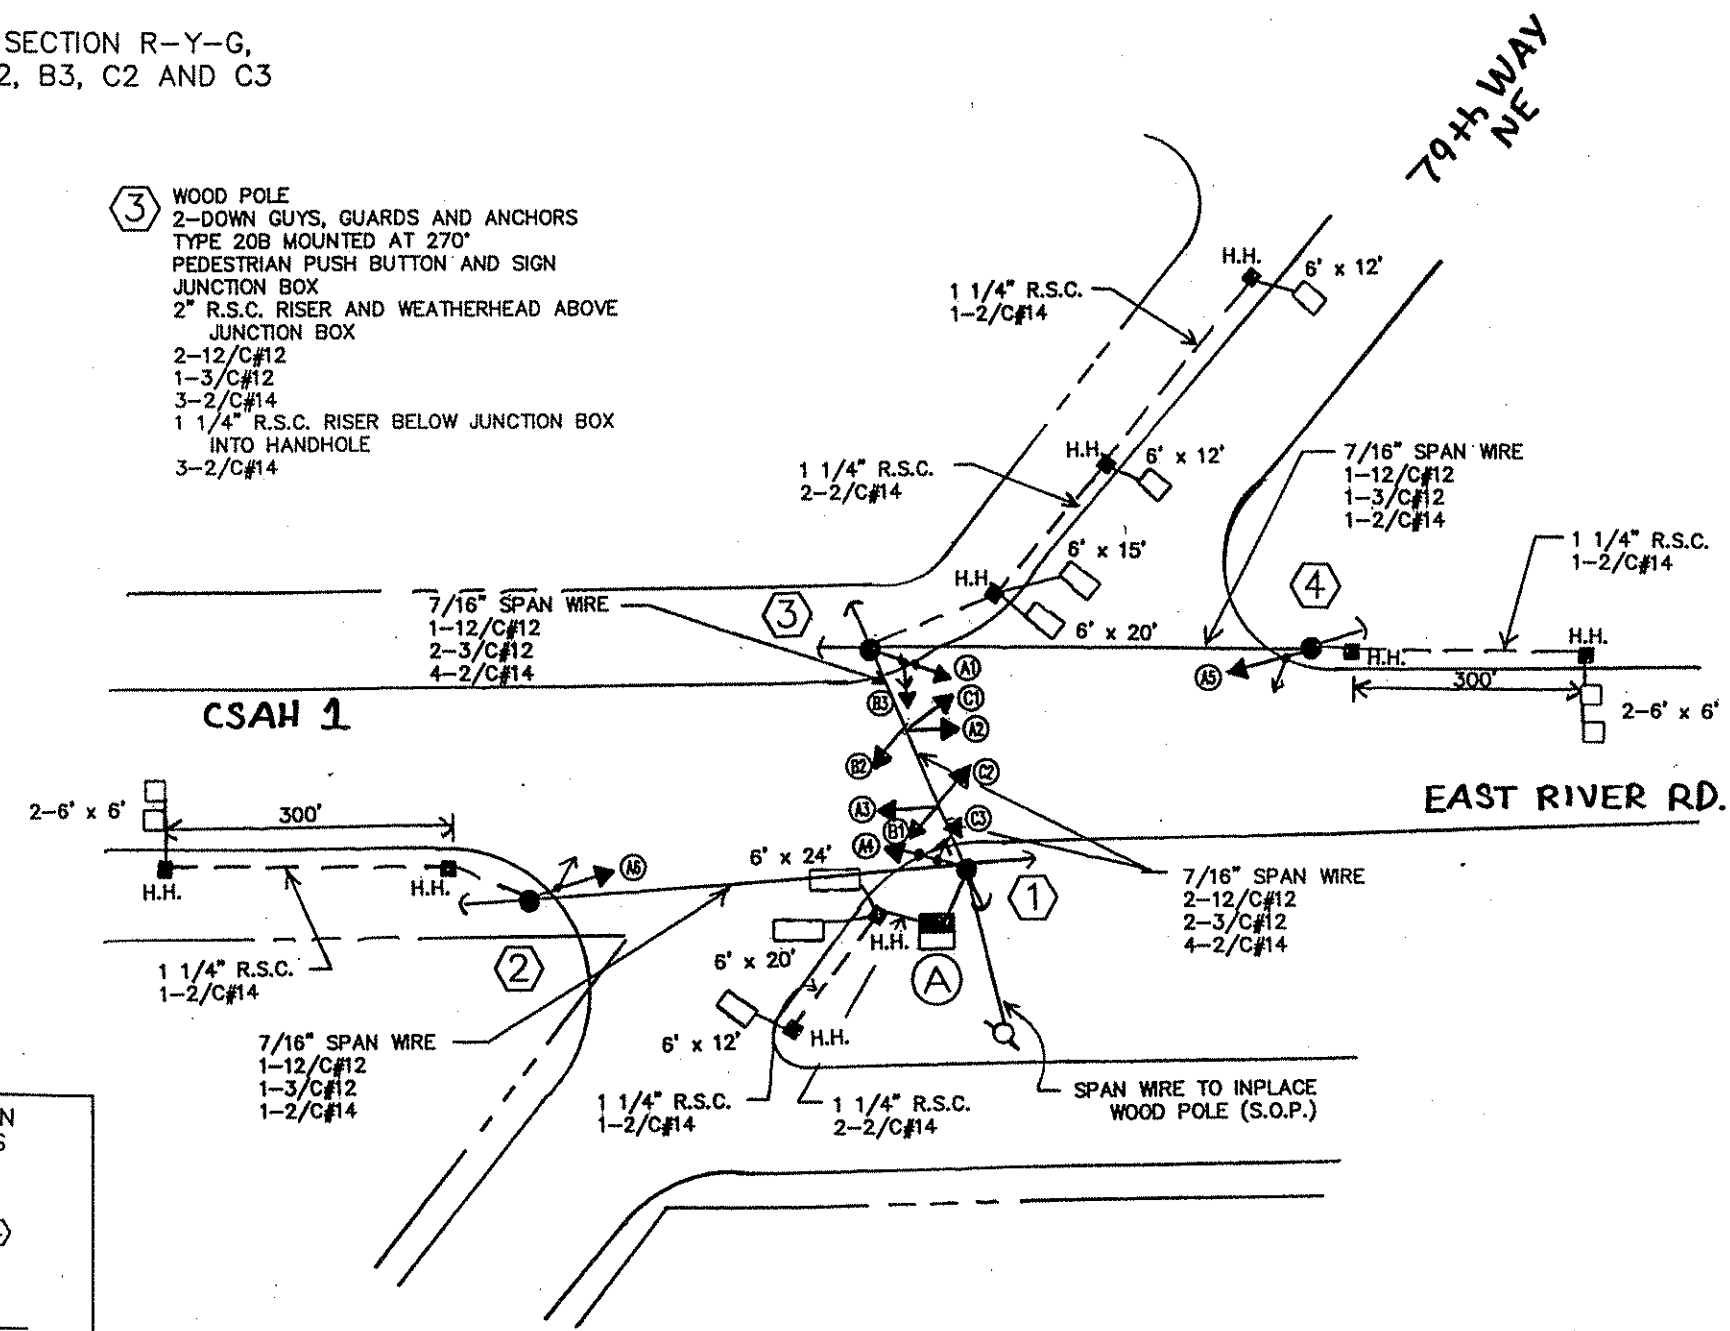 SECTION R-Y-G,
2, B3, C2 AND C3
79th WAY
NE
3
WOOD POLE
2-DOWN GUYS, GUARDS AND ANCHORS
TYPE 20B MOUNTED AT 270°
PEDESTRIAN PUSH BUTTON AND SIGN
JUNCTION BOX
2" R.S.C. RISER AND WEATHERHEAD ABOVE
JUNCTION BOX
2-12/C#12
1-3/C#12
3-2/C#14
1 1/4" R.S.C. RISER BELOW JUNCTION BOX
INTO HANDHOLE
3-2/C#14
H.H.
6' x 12'
1 1/4" R.S.C.
1-2/C#14
H.H.
6' x 12'
1 1/4" R.S.C.
2-2/C#14
7/16" SPAN WIRE
1-12/C#12
1-3/C#12
1-2/C#14
1 1/4" R.S.C.
1-2/C#14
6' x 15'
H.H.
6' x 20'
3
4
7/16" SPAN WIRE
1-12/C#12
2-3/C#12
4-2/C#14
H.H.
H.H.
300'
2-6' x 6'
A1
A5
B3
C1
A2
B2
C2
A3
B1
C3
A4
A6
CSAH 1
EAST RIVER RD.
2-6' x 6'
300'
H.H.
H.H.
6' x 24'
1
7/16" SPAN WIRE
2-12/C#12
2-3/C#12
4-2/C#14
H.H.
A
6' x 20'
2
1 1/4" R.S.C.
1-2/C#14
6' x 12'
H.H.
7/16" SPAN WIRE
1-12/C#12
1-3/C#12
1-2/C#14
1 1/4" R.S.C.
1-2/C#14
1 1/4" R.S.C.
2-2/C#14
SPAN WIRE TO INPLACE
WOOD POLE (S.O.P.)
N
S